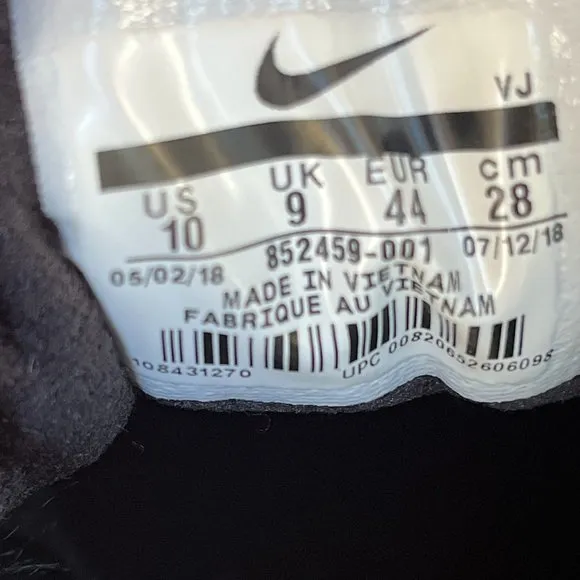 VJ
US UK EUR cm
10 9 44 28
05/02/18 852459-001 07/12/18
MADE IN VIETNAM
FABRIQUE AU VIETNAM
108431270 UPC 00820652606098